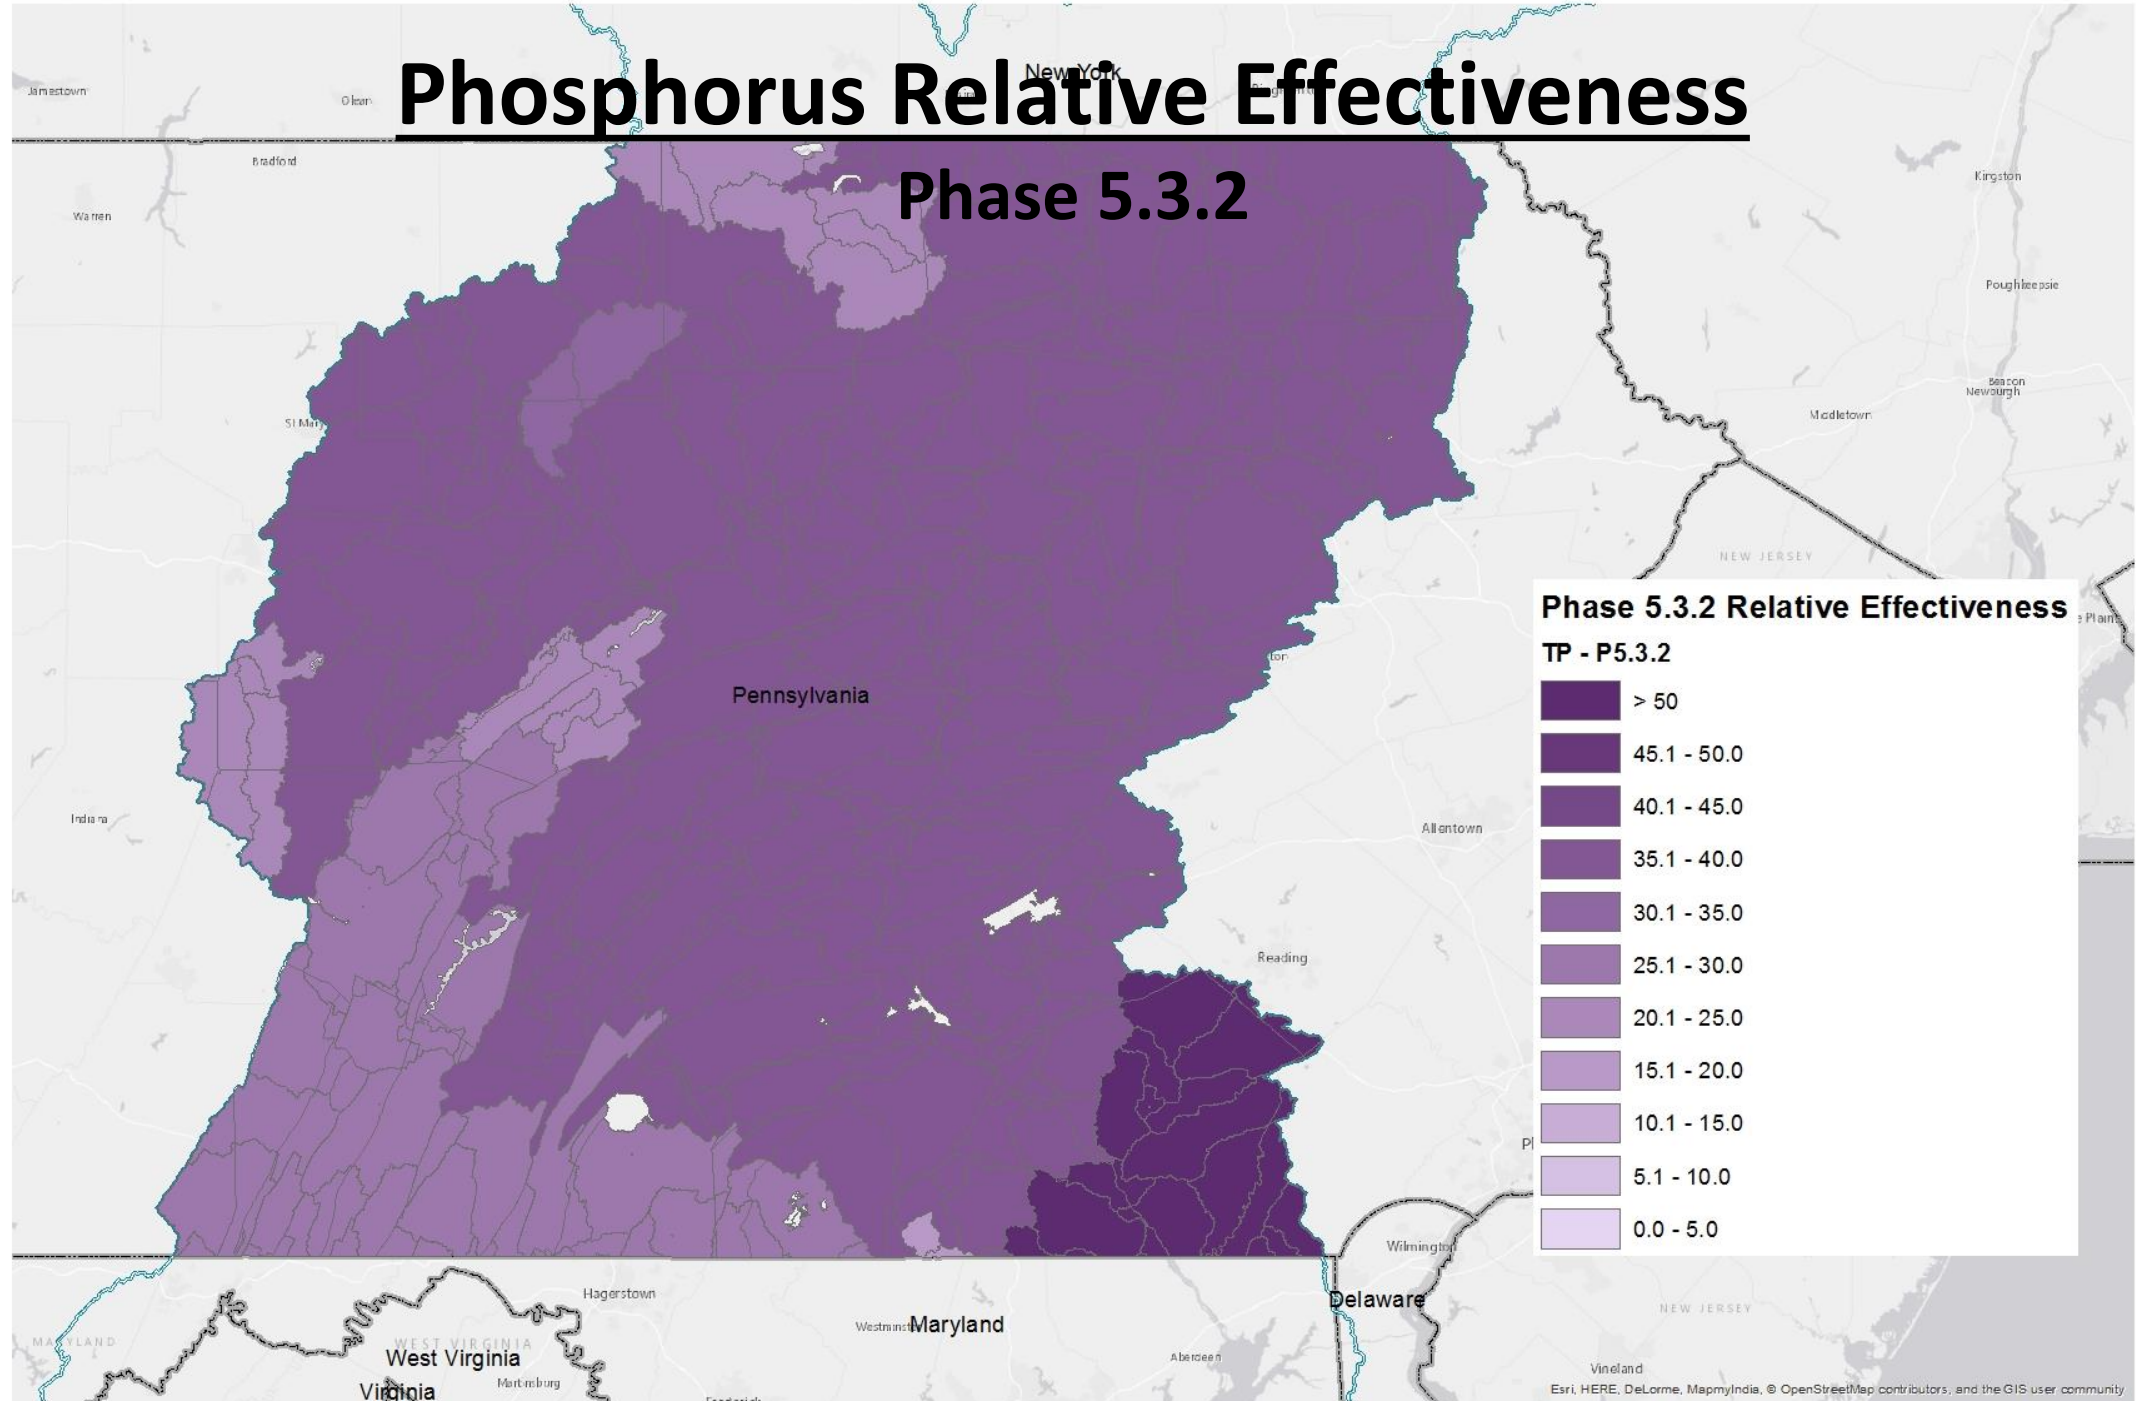 Phosphorus Relative Effectiveness
Phase 5.3.2
New York
Jamestown
Olean
Bradford
Warren
Kingston
Poughkeepsie
Beacon
Newburgh
Middletown
St Mary
NEW JERSEY
Pennsylvania
Indiana
Allentown
Reading
Phase 5.3.2 Relative Effectiveness
TP - P5.3.2
> 50
45.1 - 50.0
40.1 - 45.0
35.1 - 40.0
30.1 - 35.0
25.1 - 30.0
20.1 - 25.0
15.1 - 20.0
10.1 - 15.0
5.1 - 10.0
0.0 - 5.0
Wilmington
Delaware
Hagerstown
Maryland
MARYLAND
WEST VIRGINIA
West Virginia
Virginia
Martinsburg
Aberdeen
NEW JERSEY
Vineland
Esri, HERE, DeLorme, MapmyIndia, © OpenStreetMap contributors, and the GIS user community